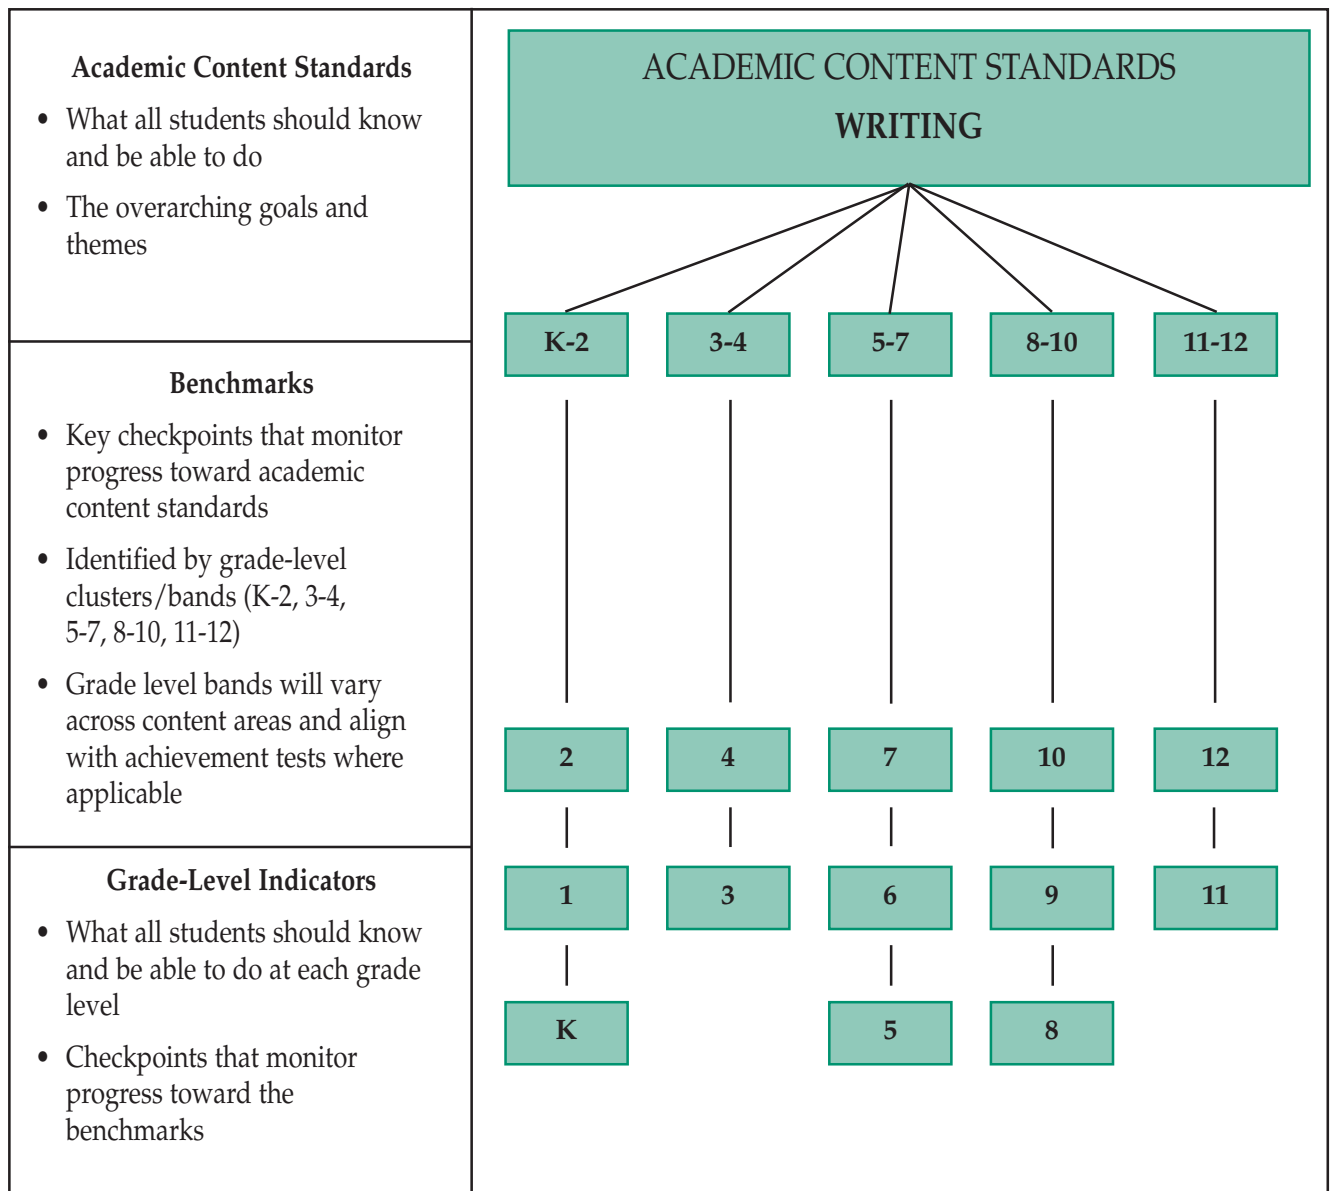 Academic Content Standards
• What all students should know
and be able to do
• The overarching goals and
themes
Benchmarks
• Key checkpoints that monitor
progress toward academic
content standards
• Identified by grade-level
clusters/bands (K-2, 3-4,
5-7, 8-10, 11-12)
• Grade level bands will vary
across content areas and align
with achievement tests where
applicable
Grade-Level Indicators
• What all students should know
and be able to do at each grade
level
• Checkpoints that monitor
progress toward the
benchmarks
ACADEMIC CONTENT STANDARDS
WRITING
K-2 3-4 5-7 8-10 11-12
2 4 7 10 12
1 3 6 9 11
K 5 8